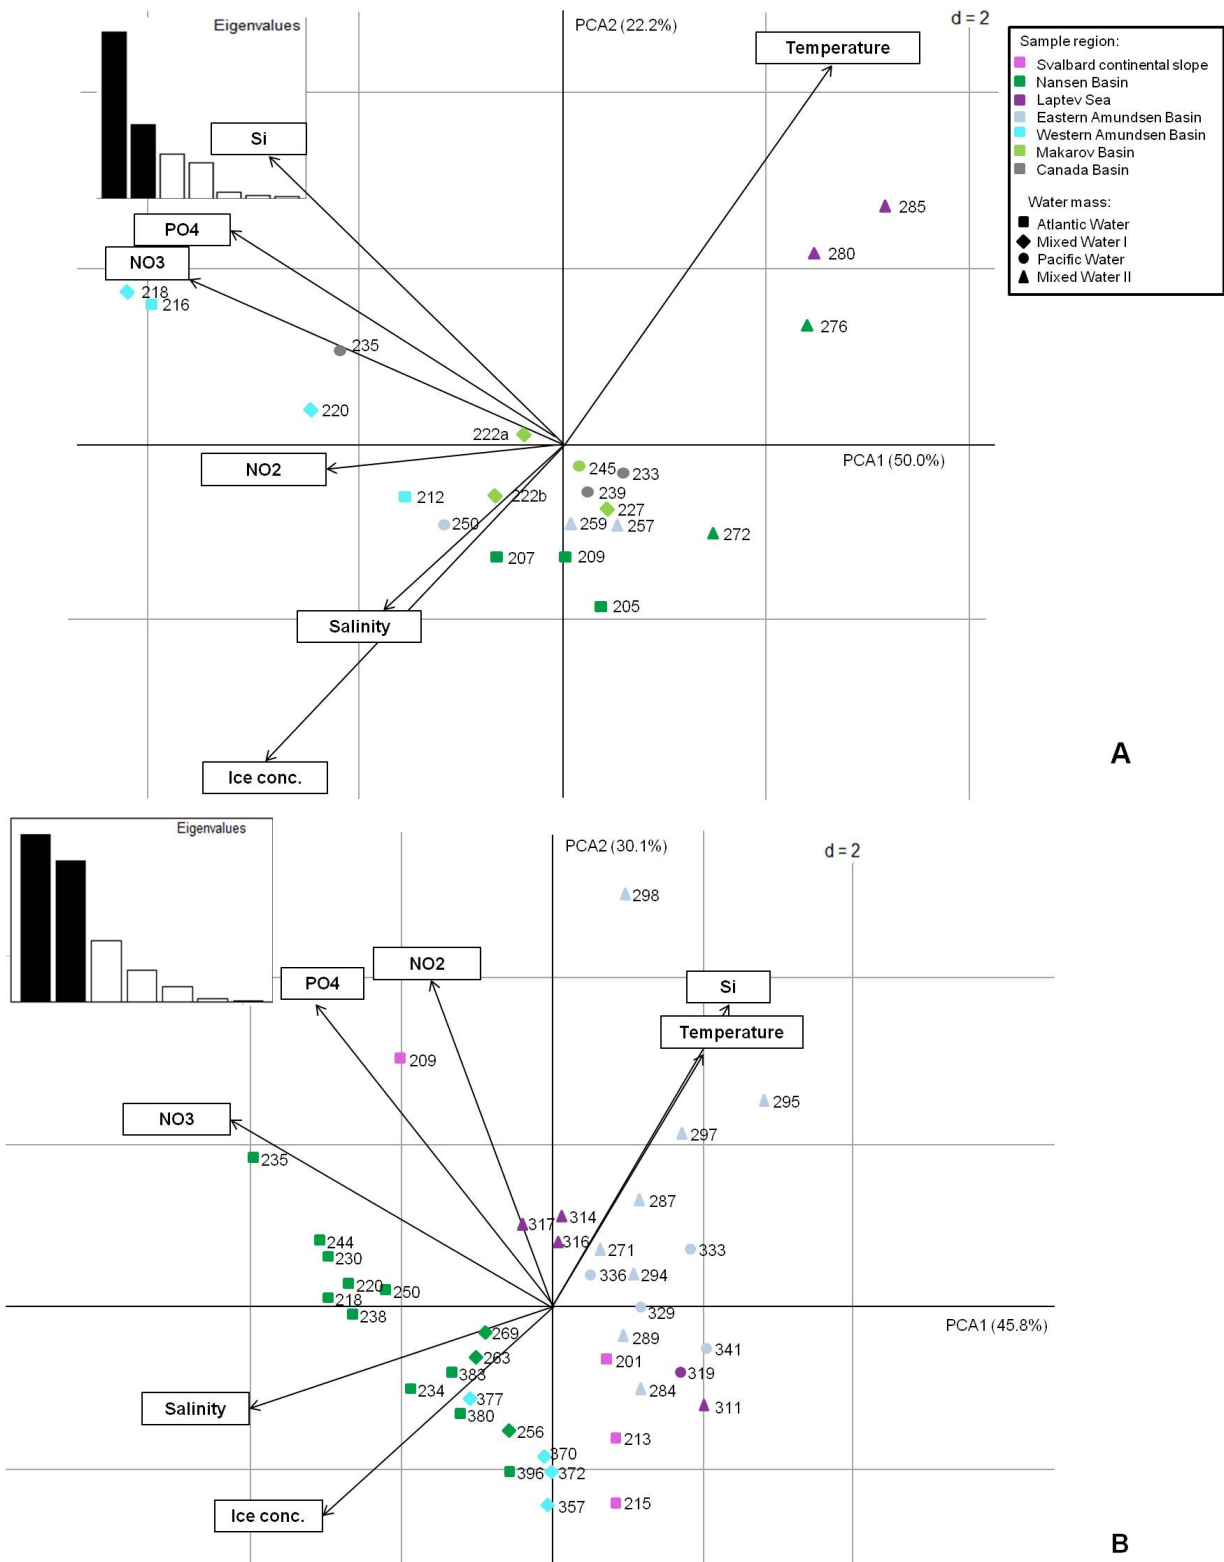 Eigenvalues
PCA2 (22.2%)
d = 2
Temperature
Si
PO4
NO3
218
216
235
220
222a
NO2
285
280
276
PCA1 (50.0%)
245
233
239
222b
227
212
250
259
257
272
207
209
205
Salinity
Ice conc.
A
Sample region:
Svalbard continental slope
Nansen Basin
Laptev Sea
Eastern Amundsen Basin
Western Amundsen Basin
Makarov Basin
Canada Basin
Water mass:
Atlantic Water
Mixed Water I
Pacific Water
Mixed Water II
Eigenvalues
PCA2 (30.1%)
d = 2
298
NO2
PO4
Si
Temperature
209
295
NO3
297
235
287
317
314
316
244
230
271
333
336
294
220
250
218
238
329
PCA1 (45.8%)
269
289
341
263
201
383
319
234
284
377
311
Salinity
380
256
213
370
396
372
357
215
Ice conc.
B